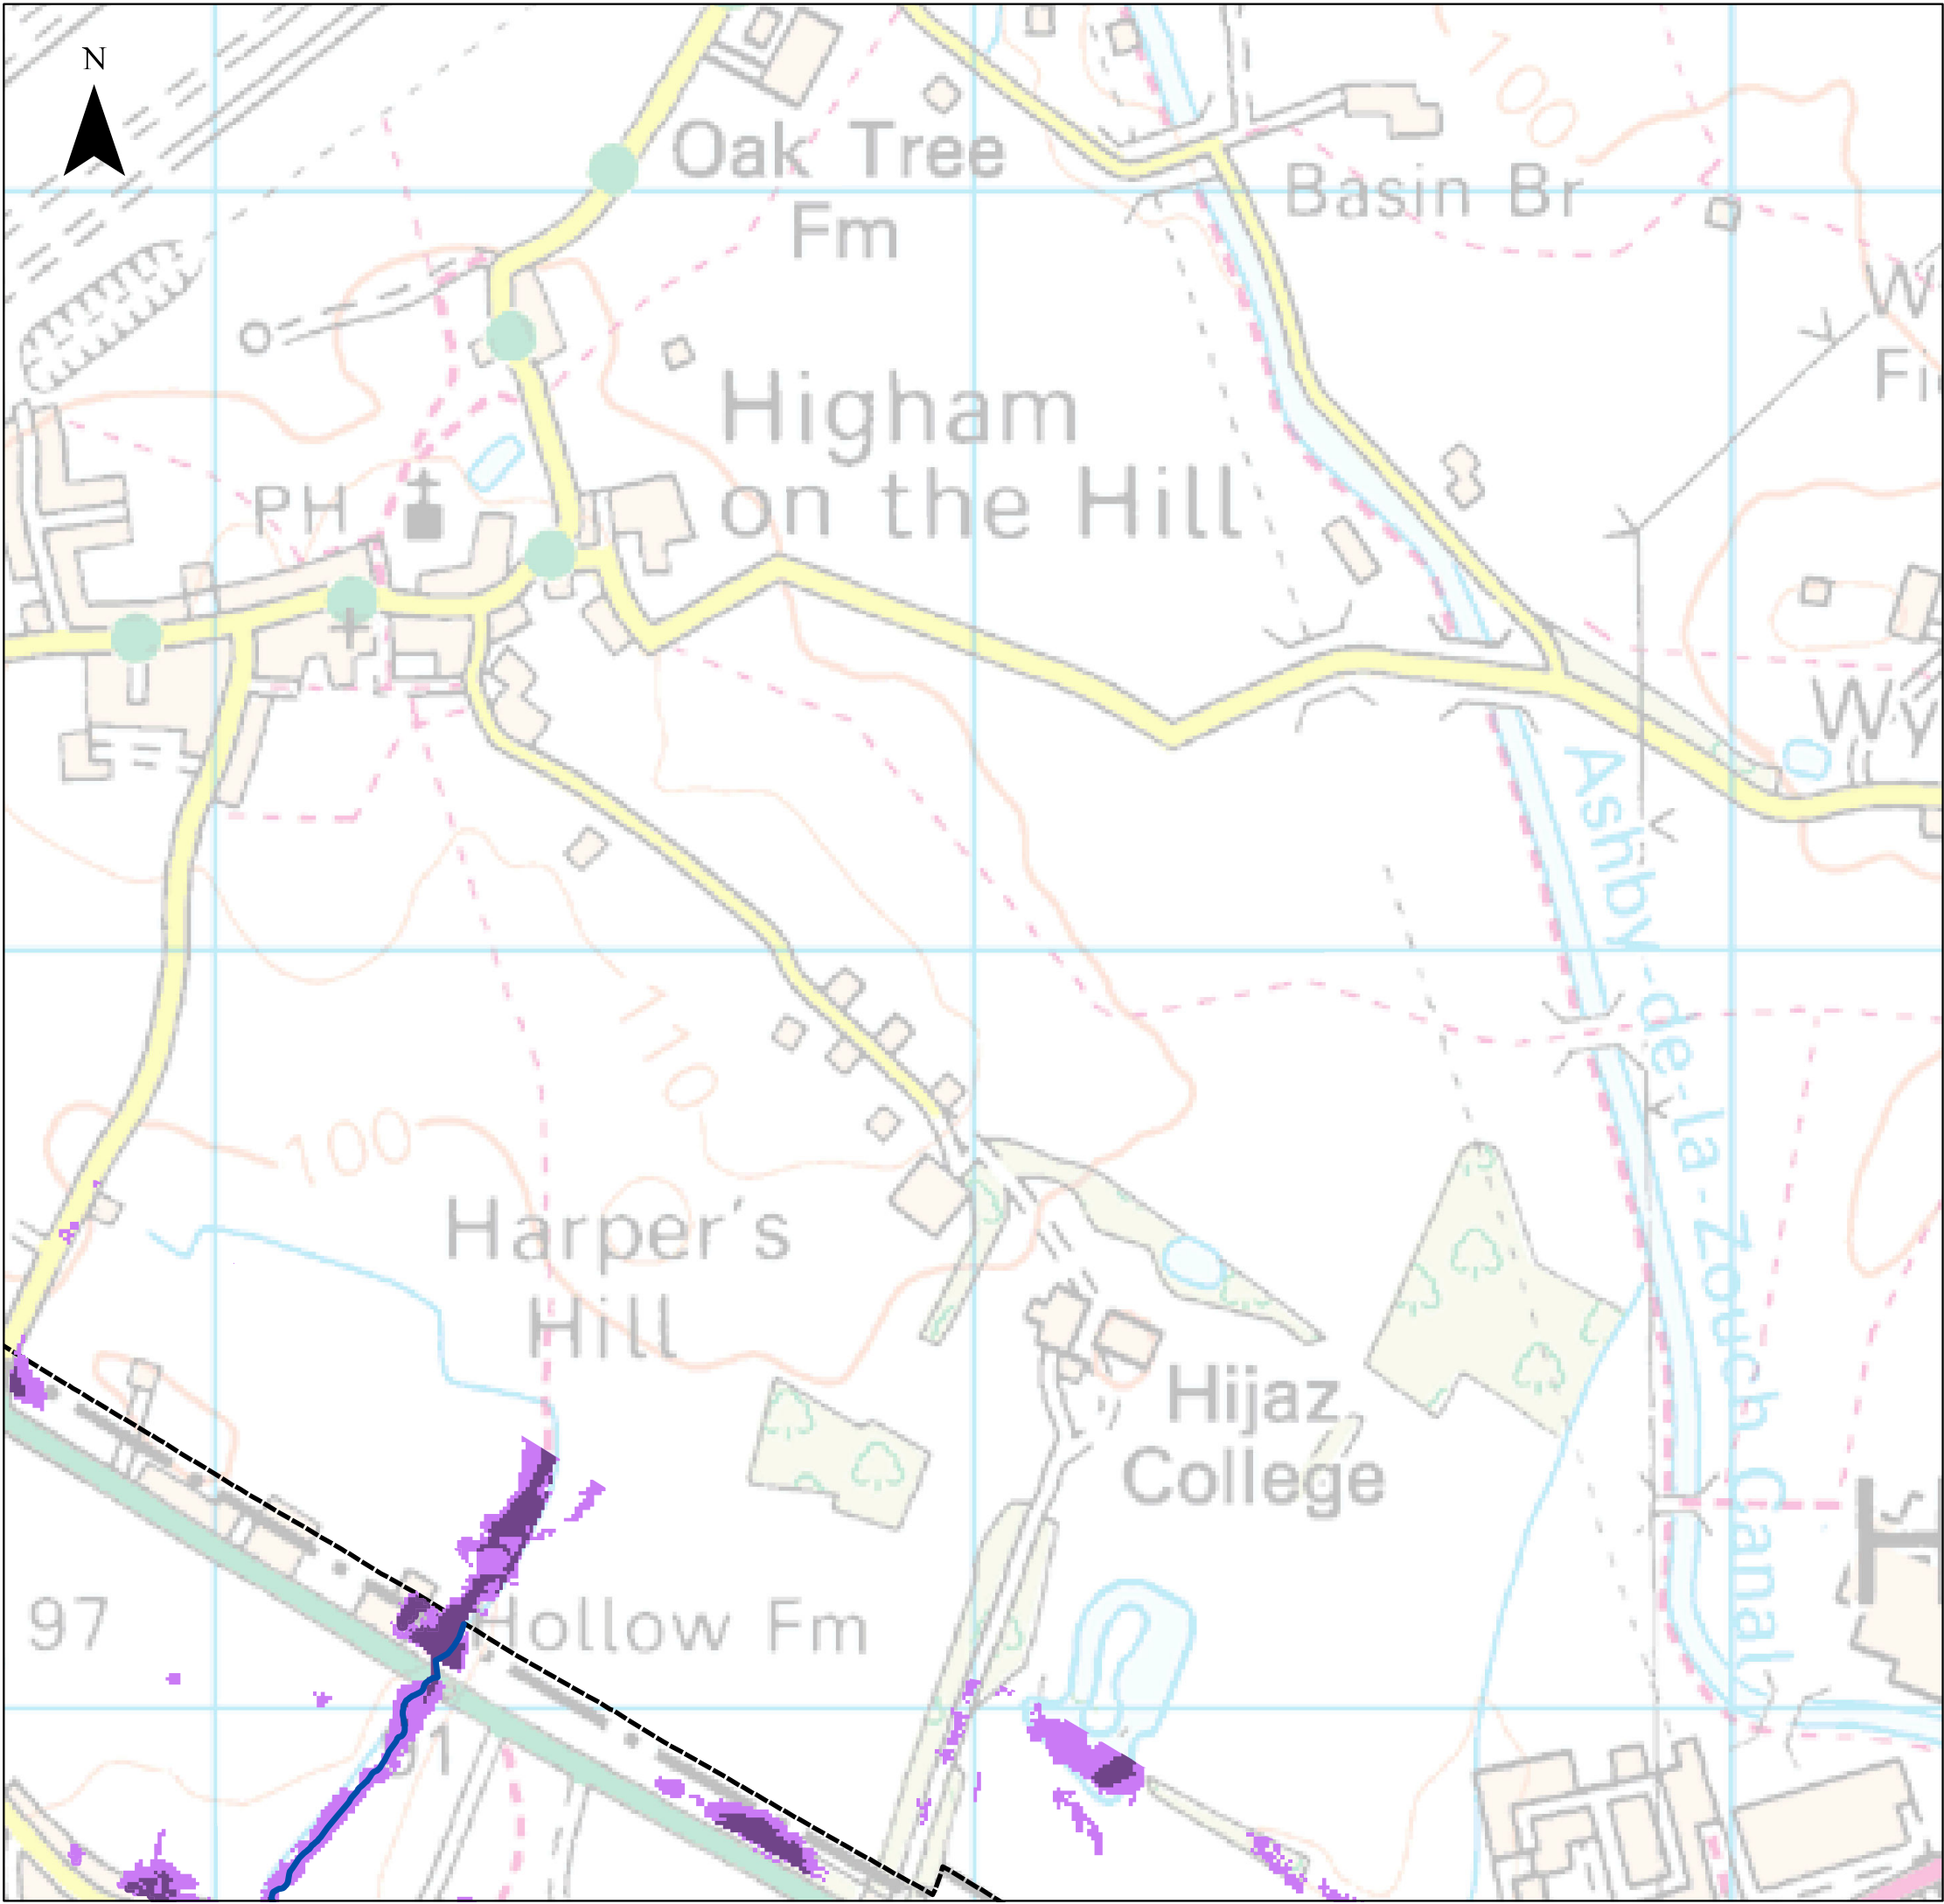 N
100
Oak Tree
Fm
Basin Br
Higham
on the Hill
PH
Ashby-de-la-Zouch Canal
110
100
Harper's
Hill
Hijaz
College
Hollow Fm
97